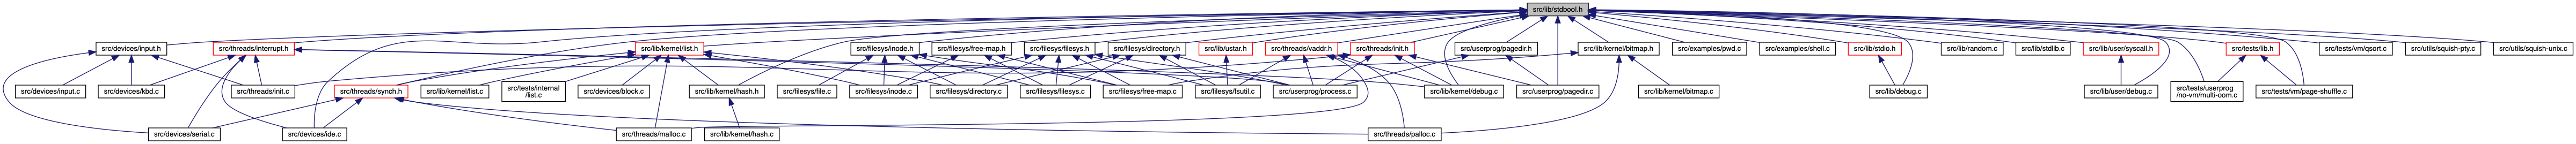 src/lib/stdbool.h
src/devices/input.h
src/threads/interrupt.h
src/lib/kernel/list.h
src/filesys/inode.h
src/filesys/free-map.h
src/filesys/filesys.h
src/filesys/directory.h
src/lib/ustar.h
src/threads/vaddr.h
src/threads/init.h
src/userprog/pagedir.h
src/lib/kernel/bitmap.h
src/examples/pwd.c
src/examples/shell.c
src/lib/stdio.h
src/lib/random.c
src/lib/stdlib.c
src/lib/user/syscall.h
src/tests/lib.h
src/tests/vm/qsort.c
src/utils/squish-pty.c
src/utils/squish-unix.c
src/devices/input.c
src/devices/kbd.c
src/threads/init.c
src/threads/synch.h
src/lib/kernel/list.c
src/tests/internal
/list.c
src/devices/block.c
src/lib/kernel/hash.h
src/filesys/file.c
src/filesys/inode.c
src/filesys/directory.c
src/filesys/filesys.c
src/filesys/free-map.c
src/filesys/fsutil.c
src/userprog/process.c
src/lib/kernel/debug.c
src/userprog/pagedir.c
src/lib/kernel/bitmap.c
src/lib/debug.c
src/lib/user/debug.c
src/tests/userprog
/no-vm/multi-oom.c
src/tests/vm/page-shuffle.c
src/devices/serial.c
src/devices/ide.c
src/threads/malloc.c
src/lib/kernel/hash.c
src/threads/palloc.c